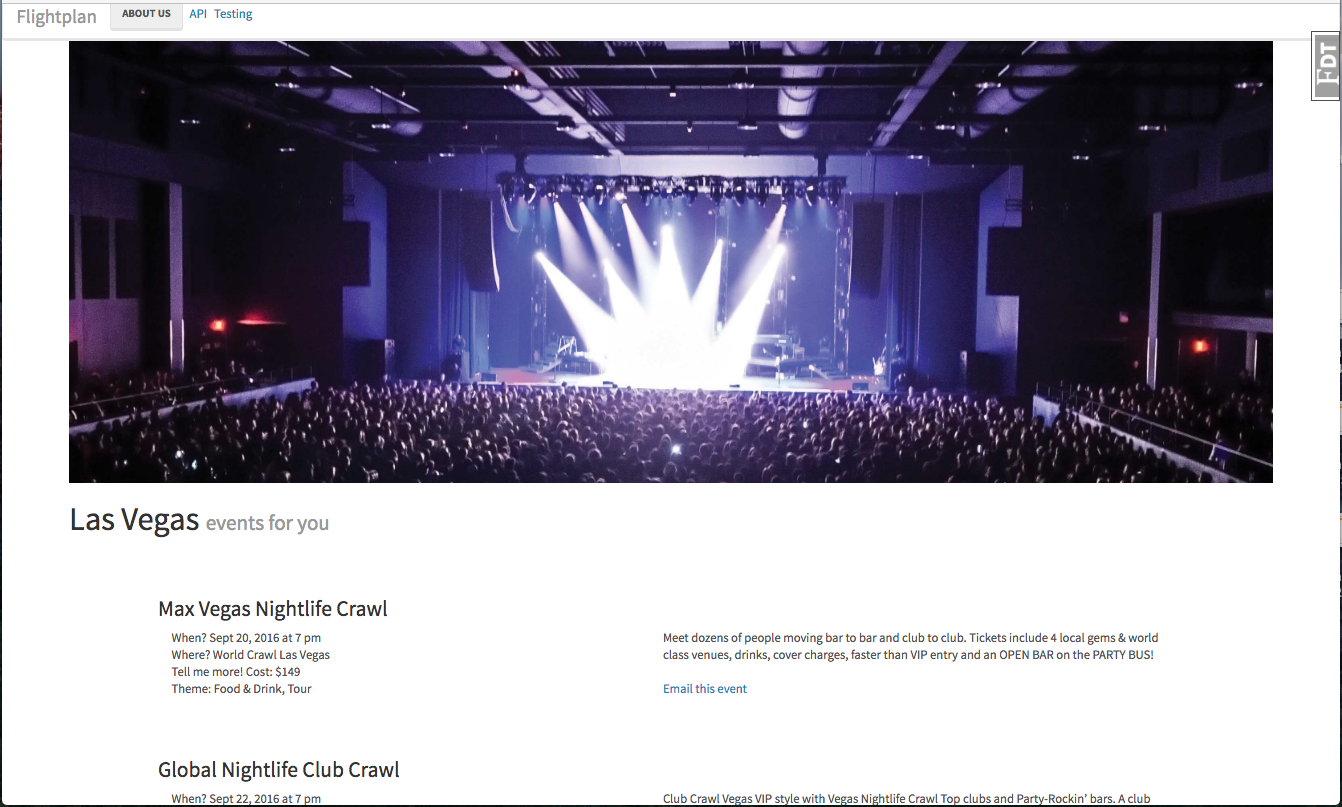 Flightplan ABOUT US API Testing
FDT
Las Vegas events for you
Max Vegas Nightlife Crawl
When? Sept 20, 2016 at 7 pm
Where? World Crawl Las Vegas
Tell me more! Cost: $149
Theme: Food & Drink, Tour
Meet dozens of people moving bar to bar and club to club. Tickets include 4 local gems & world
class venues, drinks, cover charges, faster than VIP entry and an OPEN BAR on the PARTY BUS!
Email this event
Global Nightlife Club Crawl
When? Sept 22, 2016 at 7 pm
Club Crawl Vegas VIP style with Vegas Nightlife Crawl Top clubs and Party-Rockin' bars. A club